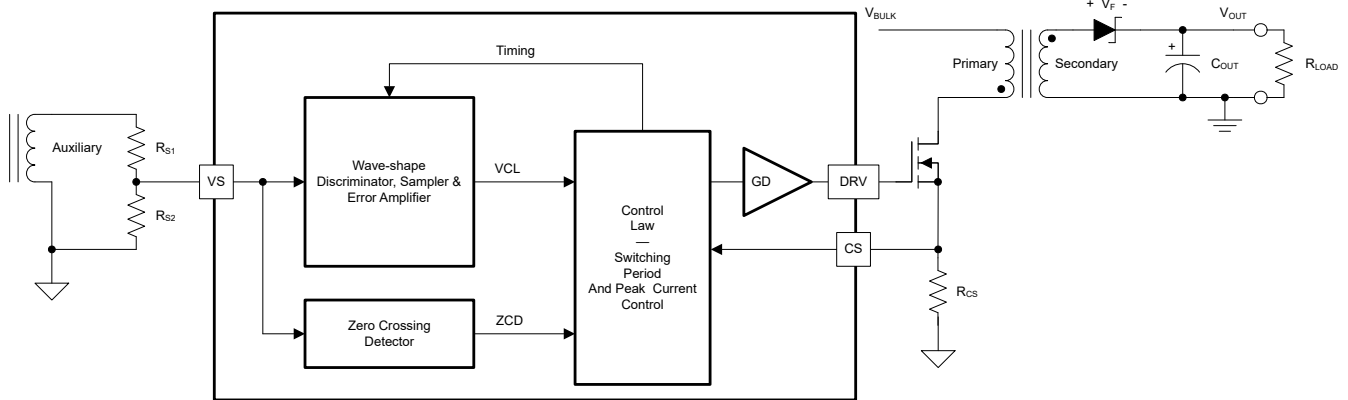 + VF -
VBULK
VOUT
Timing
Primary
Secondary
+
COUT
RLOAD
Auxiliary
RS1
RS2
VS
Wave-shape
Discriminator, Sampler &
Error Amplifier
VCL
Control
Law
—
Switching
Period
And Peak Current
Control
GD
DRV
CS
RCS
Zero Crossing
Detector
ZCD